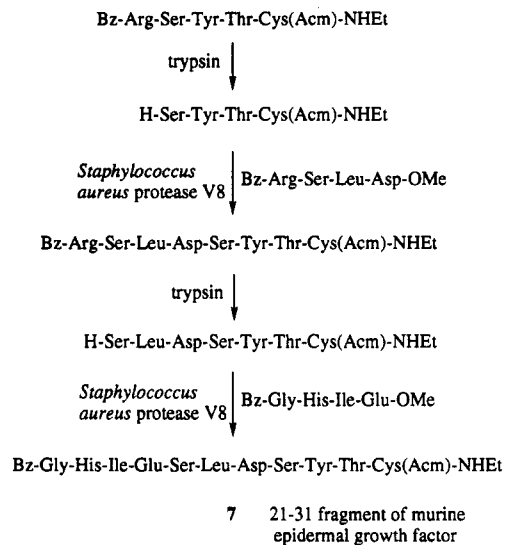 Bz-Arg-Ser-Tyr-Thr-Cys(Acm)-NHEt
trypsin
H-Ser-Tyr-Thr-Cys(Acm)-NHEt
Staphylococcus
aureus protease V8
Bz-Arg-Ser-Leu-Asp-OMe
Bz-Arg-Ser-Leu-Asp-Ser-Tyr-Thr-Cys(Acm)-NHEt
trypsin
H-Ser-Leu-Asp-Ser-Tyr-Thr-Cys(Acm)-NHEt
Staphylococcus
aureus protease V8
Bz-Gly-His-Ile-Glu-OMe
Bz-Gly-His-Ile-Glu-Ser-Leu-Asp-Ser-Tyr-Thr-Cys(Acm)-NHEt
7 21-31 fragment of murine
epidermal growth factor